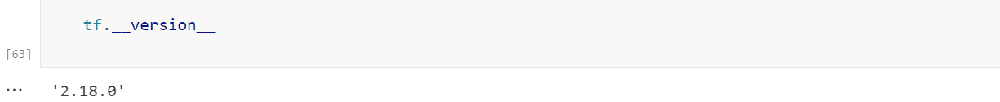 tf.__version__
[63]
... '2.18.0'